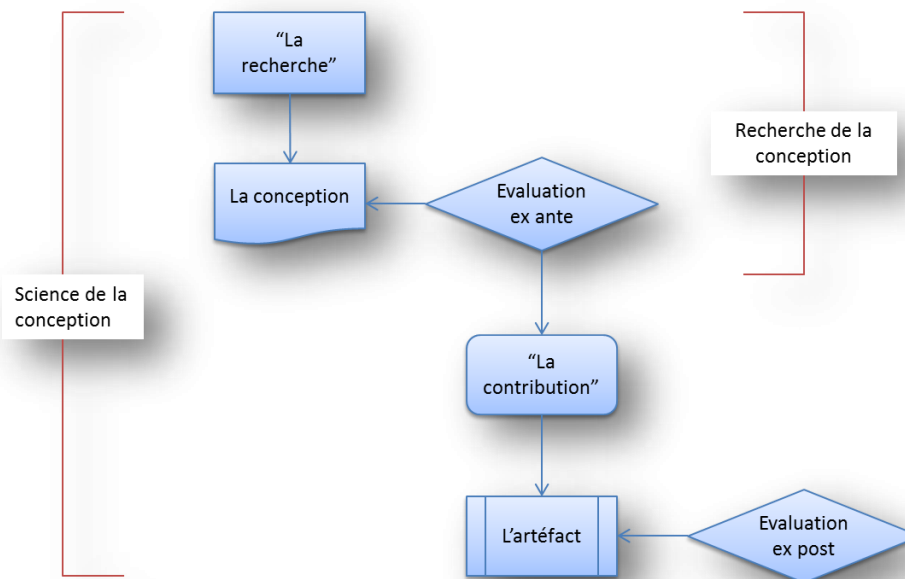 “La
recherche”
Recherche de la
conception
La conception
Evaluation
ex ante
Science de la
conception
“La
contribution”
L’artéfact
Evaluation
ex post